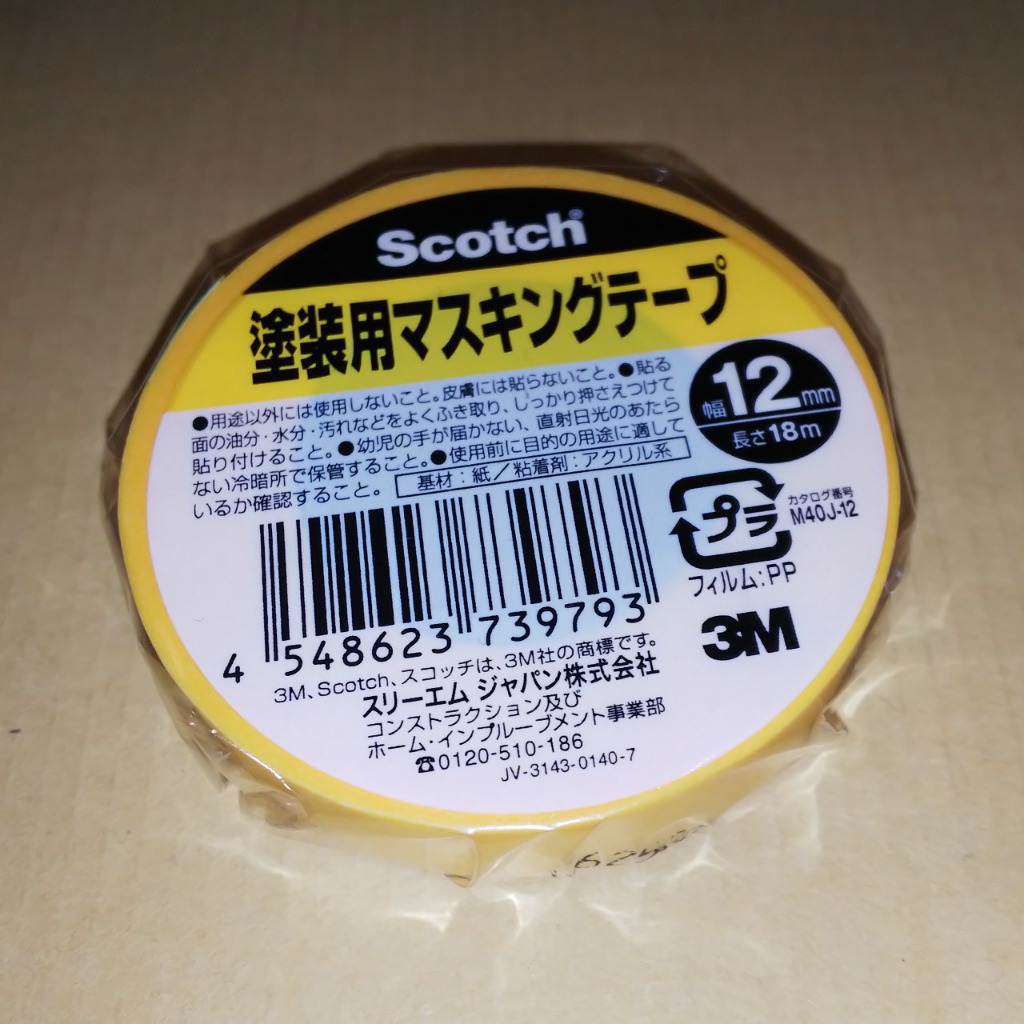 Scotch®
塗装用マスキングテープ
幅12mm
長さ18m
●用途以外には使用しないこと。皮膚には貼らないこと。●貼る
面の油分・水分・汚れなどをよくふき取り、しっかり押さえつけて
貼り付けること。●幼児の手が届かない、直射日光のあたら
ない冷暗所で保管すること。●使用前に目的の用途に適して
いるか確認すること。
基材：紙／粘着剤：アクリル系
プラ
フィルム：PP
カタログ番号
M40J-12
3M
4 548623 739793
3M、Scotch、スコッチは、3M社の商標です。
スリーエム ジャパン株式会社
コンストラクション及び
ホーム・インプルーブメント事業部
☎0120-510-186
JV-3143-0140-7